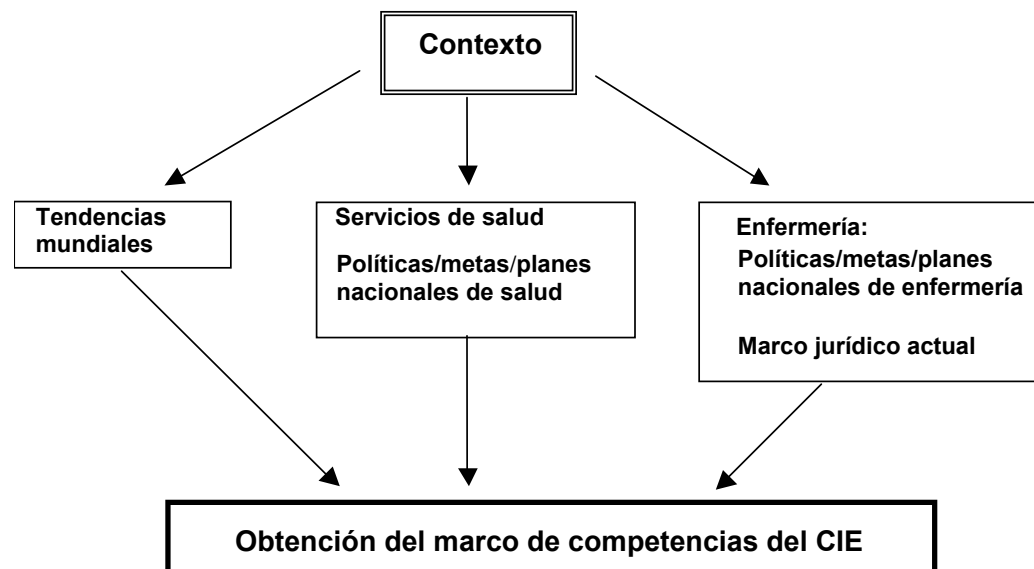 Contexto
Tendencias
mundiales
Servicios de salud
Políticas/metas/planes
nacionales de salud
Enfermería:
Políticas/metas/planes
nacionales de enfermería
Marco jurídico actual
Obtención del marco de competencias del CIE